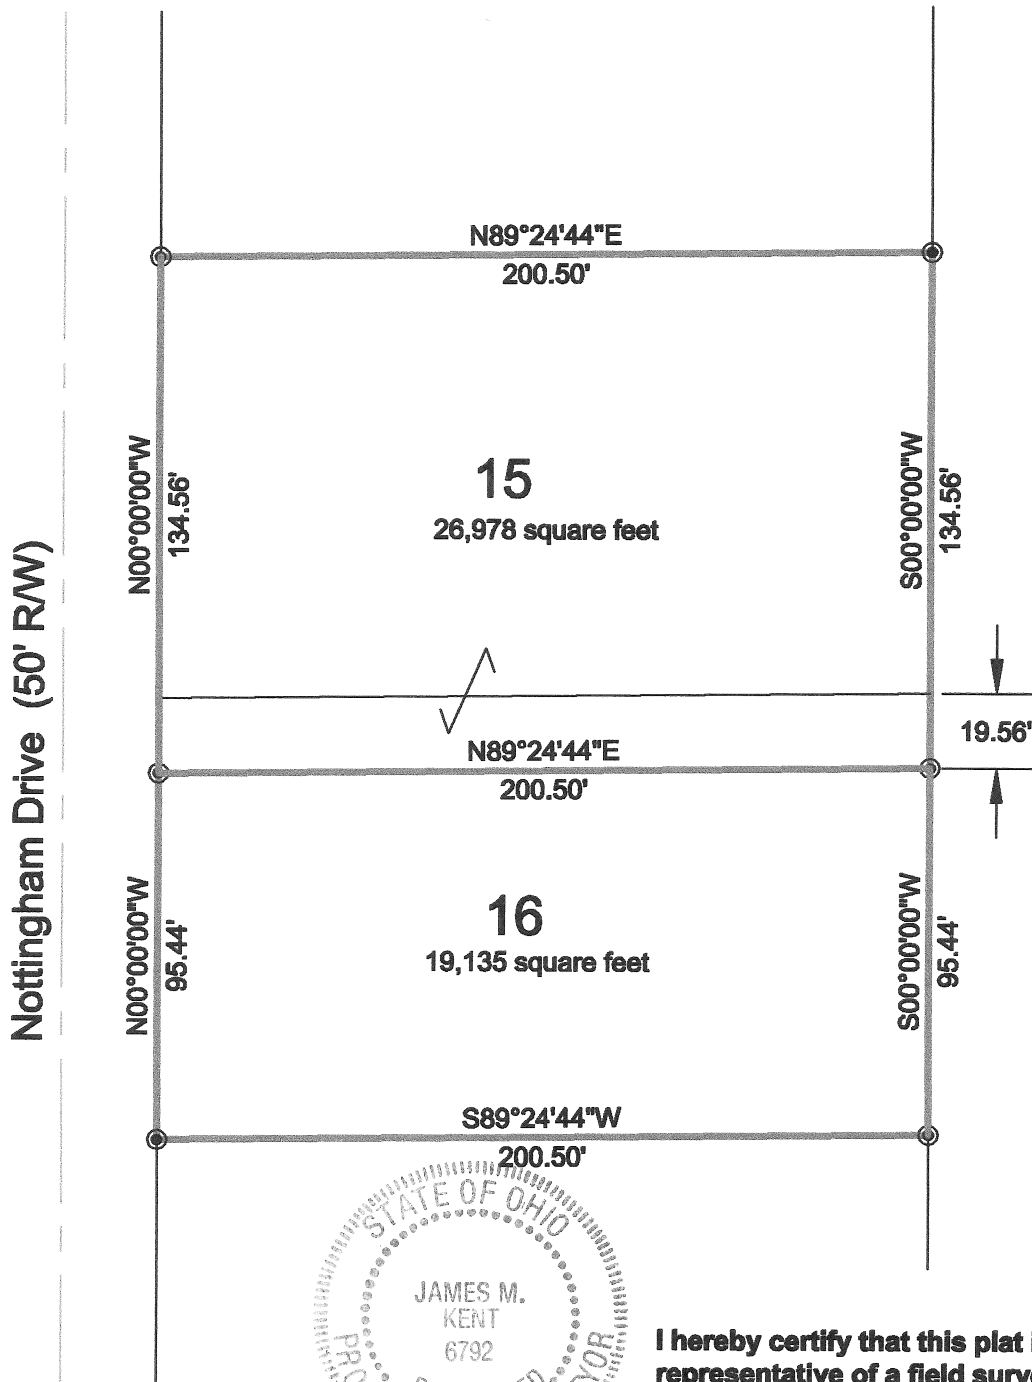 N89°24'44"E
200.50'
N00°00'00"W
134.56'
15
26,978 square feet
S00°00'00"W
134.56'
Nottingham Drive (50' R/W)
19.56'
N89°24'44"E
200.50'
N00°00'00"W
95.44'
16
19,135 square feet
S00°00'00"W
95.44'
S89°24'44"W
200.50'
STATE OF OHIO
JAMES M.
KENT
6792
I hereby certify that this plat
representative of a field